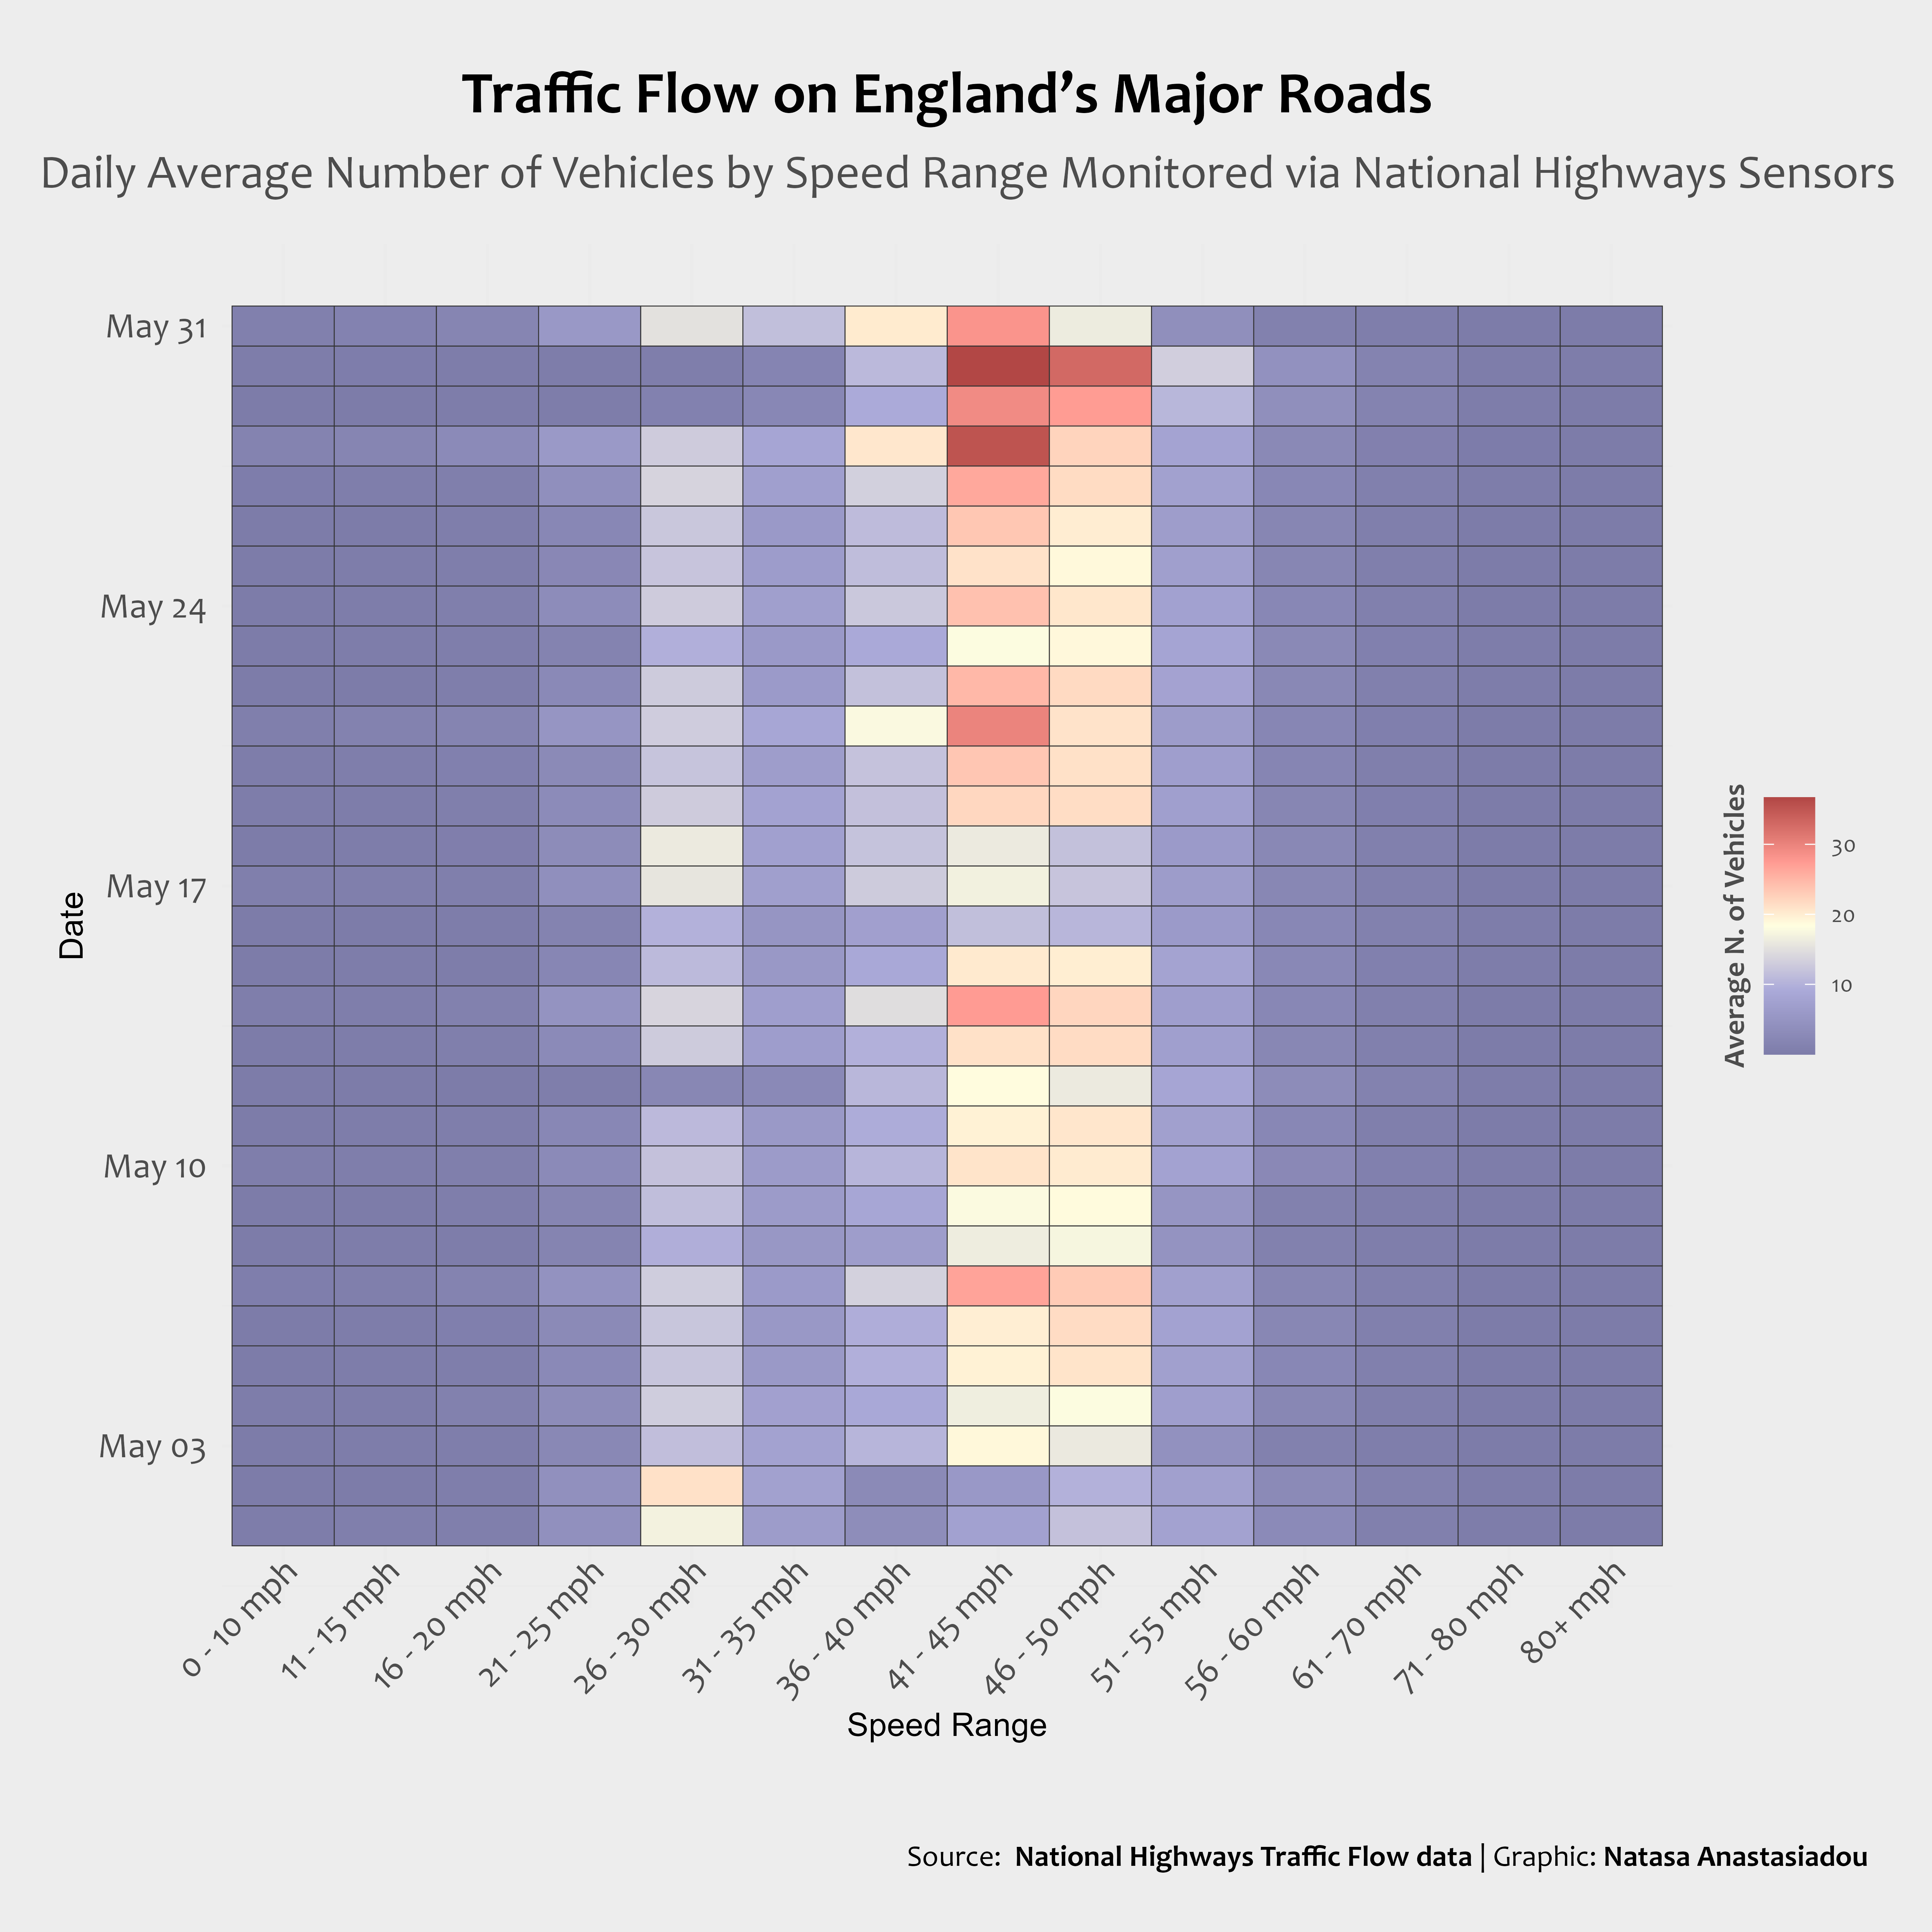 Traffic Flow on England’s Major Roads
Daily Average Number of Vehicles by Speed Range Monitored via National Highways Sensors
May 31
May 24
May 17
May 10
May 03
Date
0 - 10 mph
11 - 15 mph
16 - 20 mph
21 - 25 mph
26 - 30 mph
31 - 35 mph
36 - 40 mph
41 - 45 mph
46 - 50 mph
51 - 55 mph
56 - 60 mph
61 - 70 mph
71 - 80 mph
80+ mph
Speed Range
Average N. of Vehicles
30
20
10
Source: National Highways Traffic Flow data | Graphic: Natasa Anastasiadou